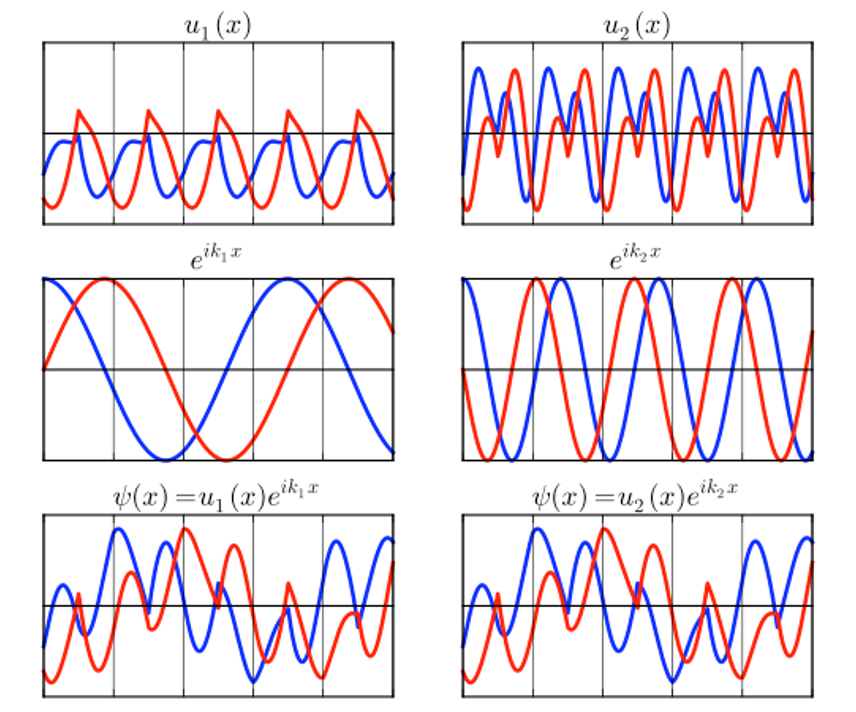 u₁(x)
u₂(x)
e^{ik₁x}
e^{ik₂x}
ψ(x) =u₁(x)e^{ik₁x}
ψ(x) =u₂(x)e^{ik₂x}